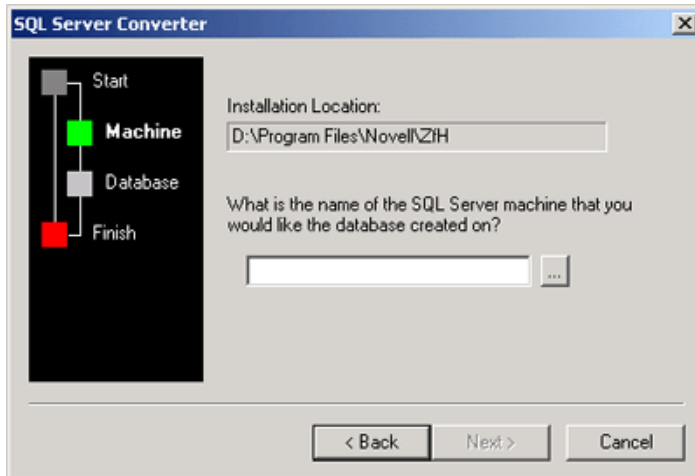 SQL Server Converter
Start
Machine
Database
Finish
Installation Location:
D:\Program Files\Novell\ZfH
What is the name of the SQL Server machine that you
would like the database created on?
...
< Back
Next >
Cancel